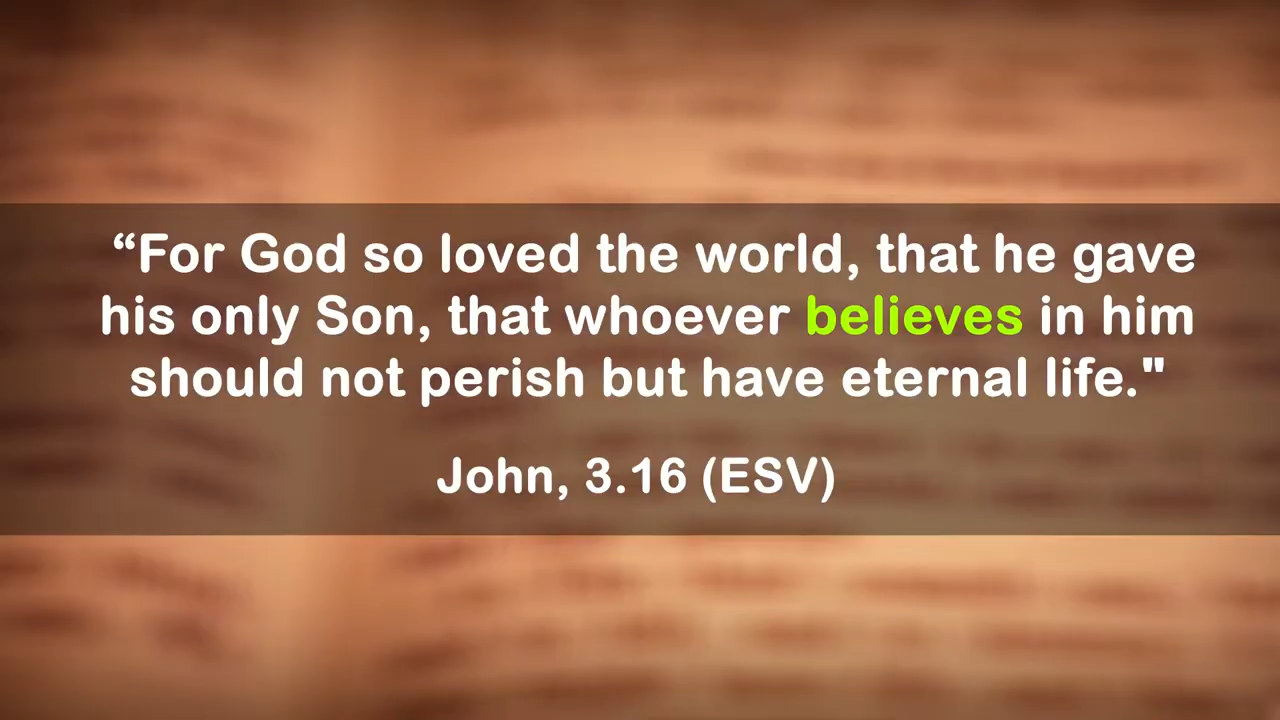 “For God so loved the world, that he gave
his only Son, that whoever believes in him
should not perish but have eternal life."
John, 3.16 (ESV)